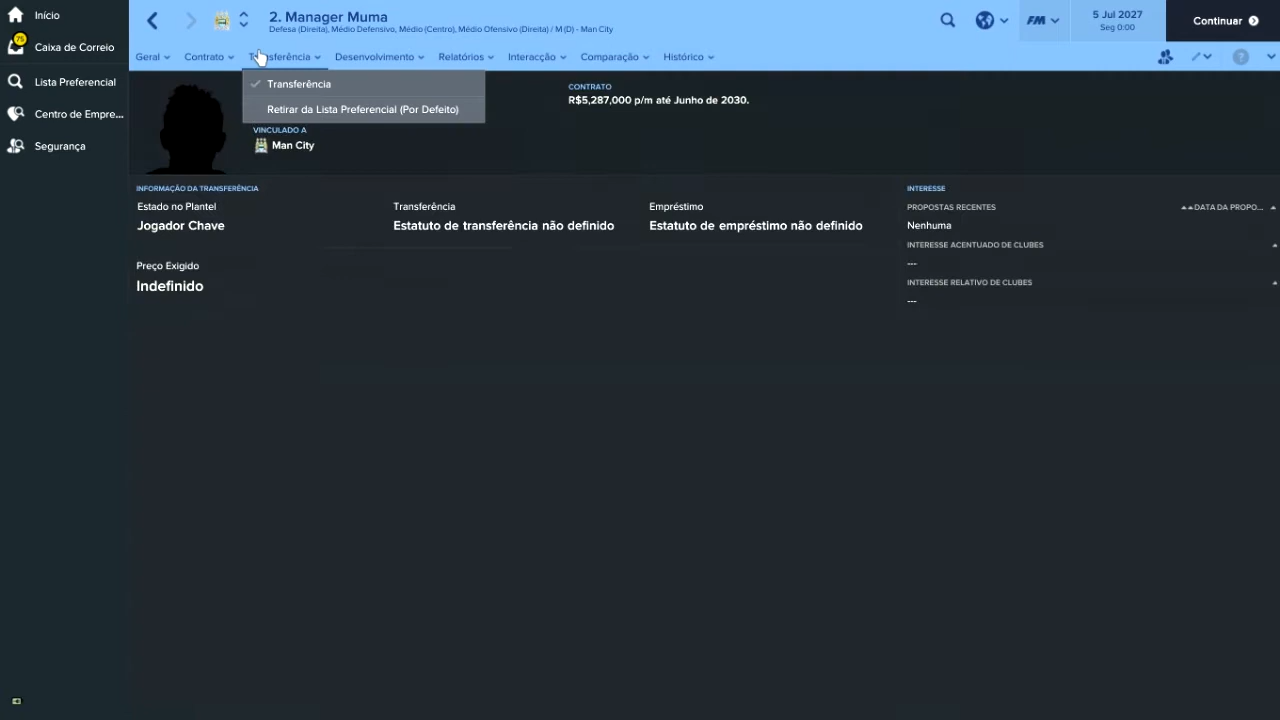 Início
75
Caixa de Correio
Lista Preferencial
Centro de Empre...
Segurança
2. Manager Muma
Defesa (Direita), Médio Defensivo, Médio (Centro), Médio Ofensivo (Direita) / M (D) - Man City
FM
5 Jul 2027
Seg 0:00
Continuar
Geral
Contrato
Transferência
Desenvolvimento
Relatórios
Interacção
Comparação
Histórico
?
Transferência
Retirar da Lista Preferencial (Por Defeito)
CONTRATO
R$5,287,000 p/m até Junho de 2030.
VINCULADO A
Man City
INFORMAÇÃO DA TRANSFERÊNCIA
Estado no Plantel
Jogador Chave
Transferência
Estatuto de transferência não definido
Empréstimo
Estatuto de empréstimo não definido
Preço Exigido
Indefinido
INTERESSE
PROPOSTAS RECENTES
DATA DA PROPO...
Nenhuma
INTERESSE ACENTUADO DE CLUBES
---
INTERESSE RELATIVO DE CLUBES
---